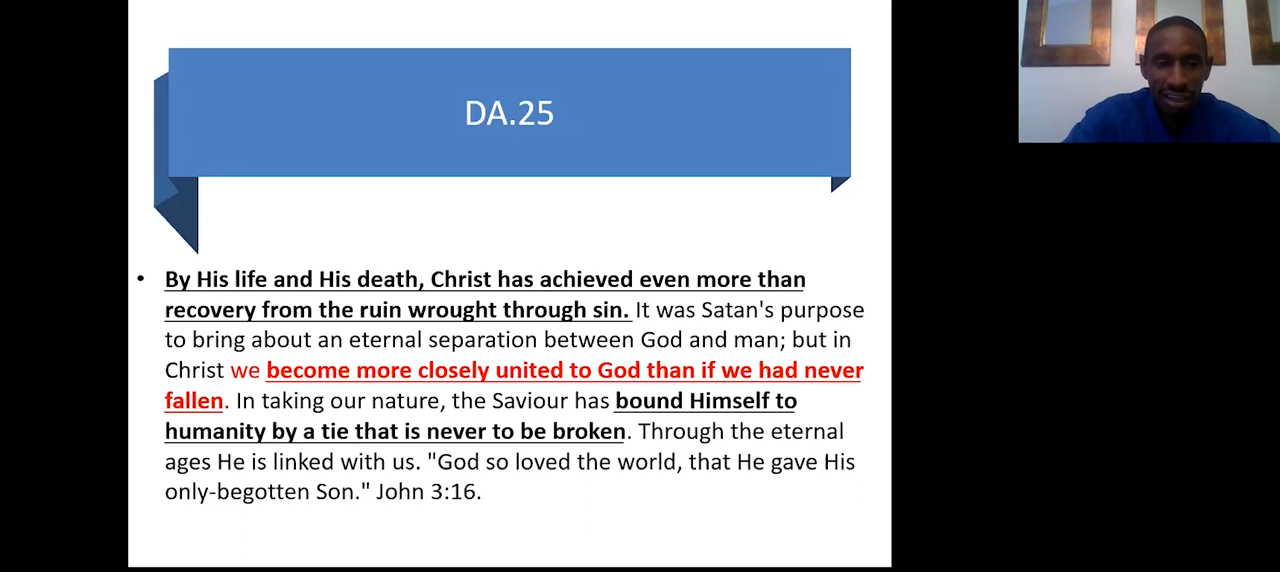 DA.25
• By His life and His death, Christ has achieved even more than
recovery from the ruin wrought through sin. It was Satan's purpose
to bring about an eternal separation between God and man; but in
Christ we become more closely united to God than if we had never
fallen. In taking our nature, the Saviour has bound Himself to
humanity by a tie that is never to be broken. Through the eternal
ages He is linked with us. "God so loved the world, that He gave His
only-begotten Son." John 3:16.